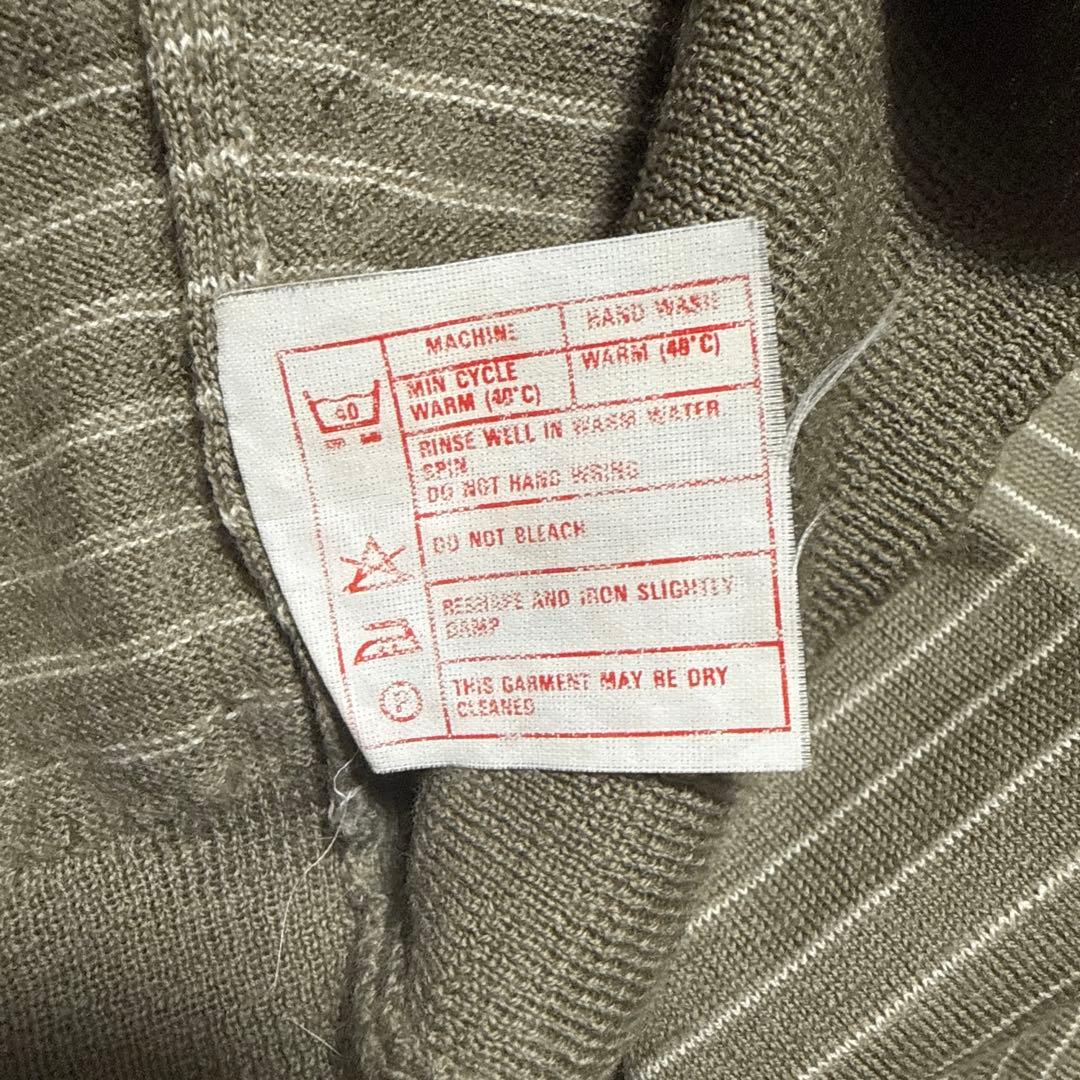 MACHINE
HAND WASH
40
MIN CYCLE
WARM (40°C)
WARM (48°C)
RINSE WELL IN WARM WATER
SPIN
DO NOT HAND WRING
DO NOT BLEACH
RESHAPE AND IRON SLIGHTLY
DAMP
P
THIS GARMENT MAY BE DRY
CLEANED